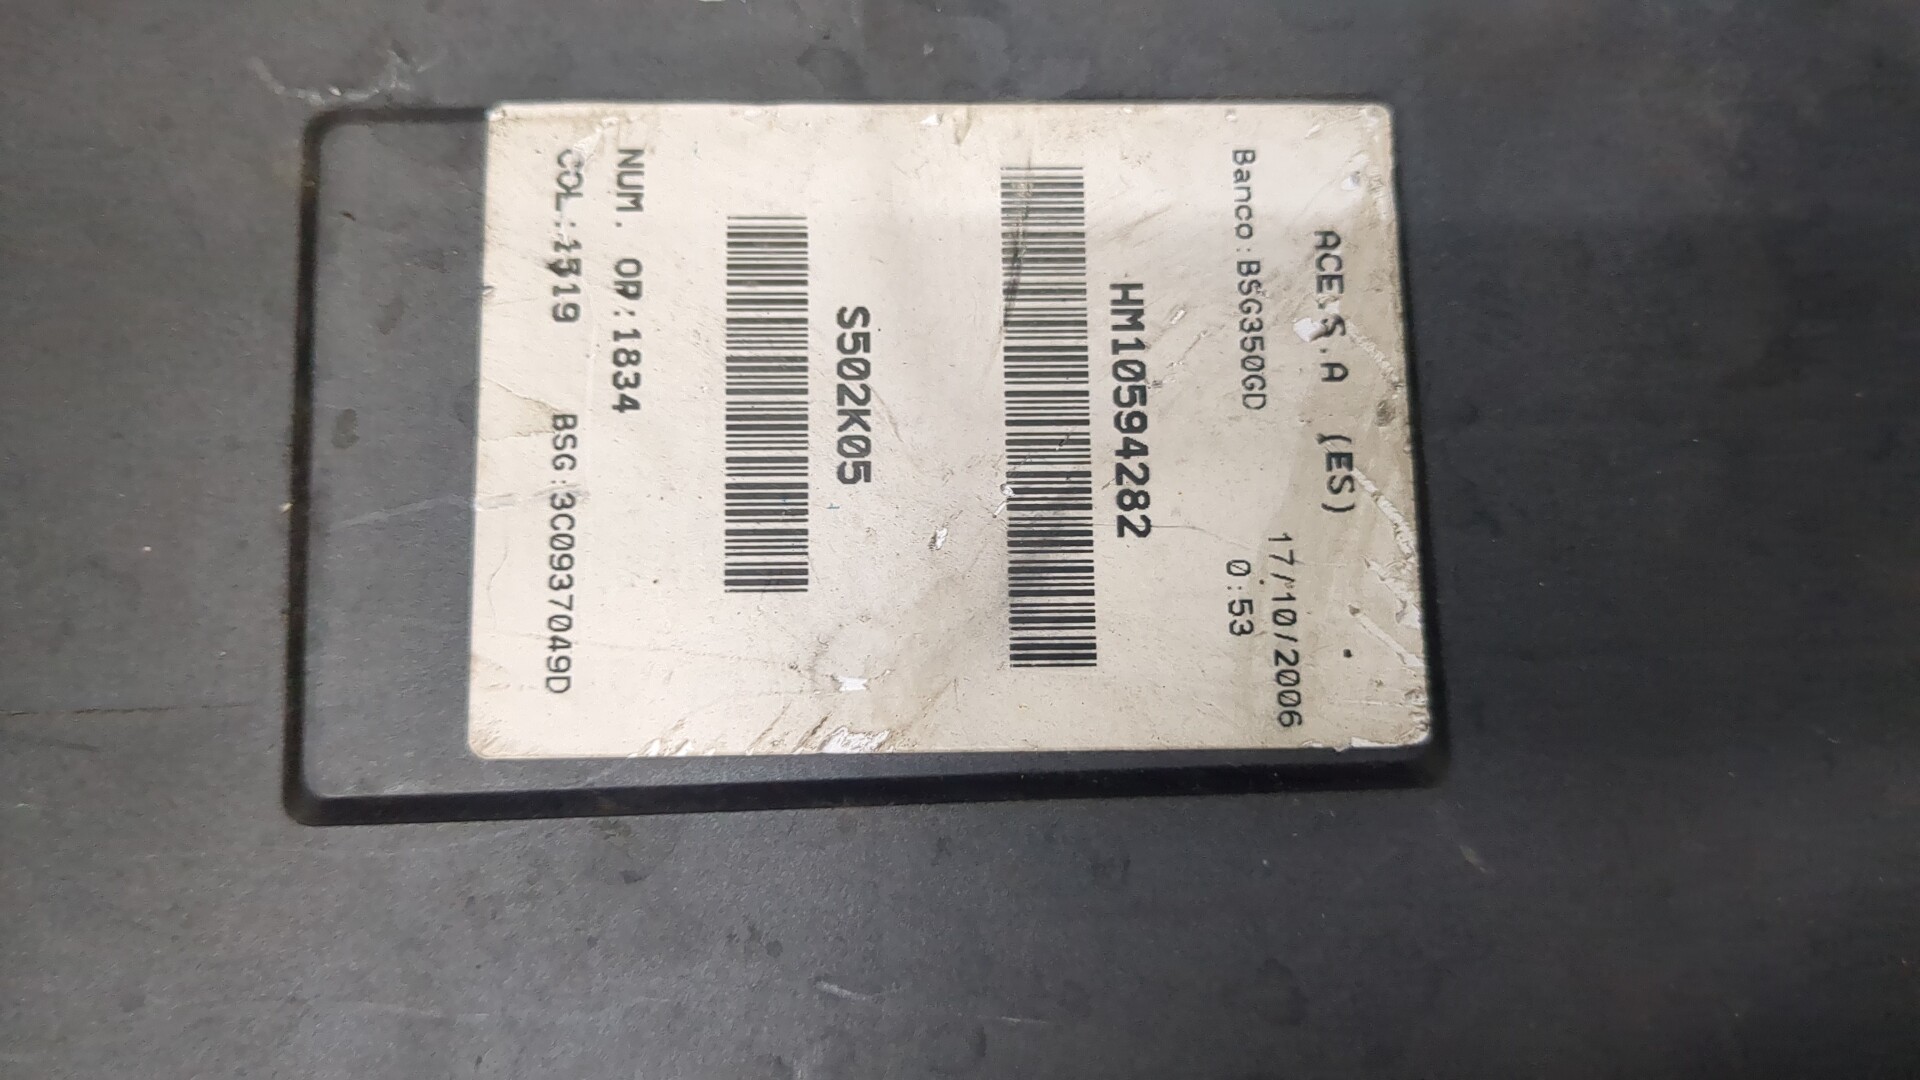 ACE.S.A (ES)
17/10/2006
Banco:BSG350GD 0:53
HM10594282
S502K05
NUM. OP:1834
COL:1519 BSG:3C0937049D